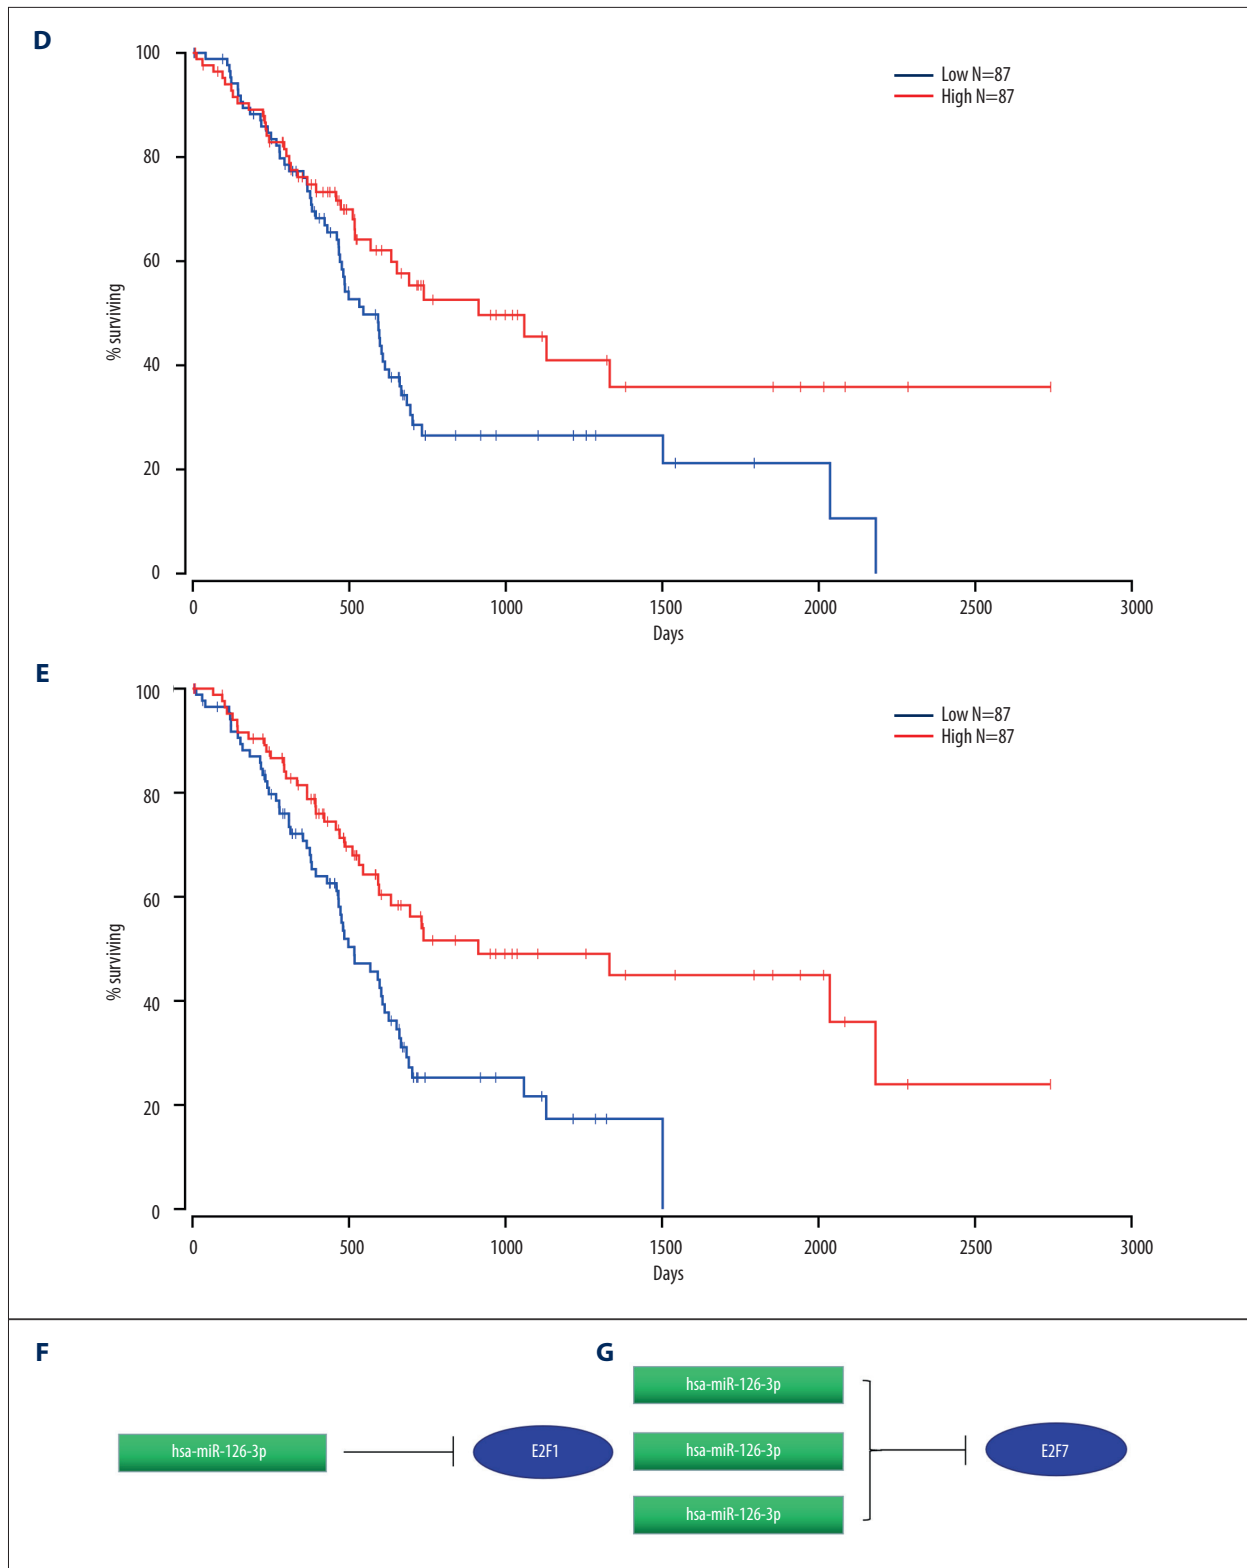 D
100
80
60
40
20
0
% surviving
Low N=87
High N=87
0 500 1000 1500 2000 2500 3000
Days
E
100
80
60
40
20
0
% surviving
Low N=87
High N=87
0 500 1000 1500 2000 2500 3000
Days
F
hsa-miR-126-3p
E2F1
G
hsa-miR-126-3p
hsa-miR-126-3p
hsa-miR-126-3p
E2F7